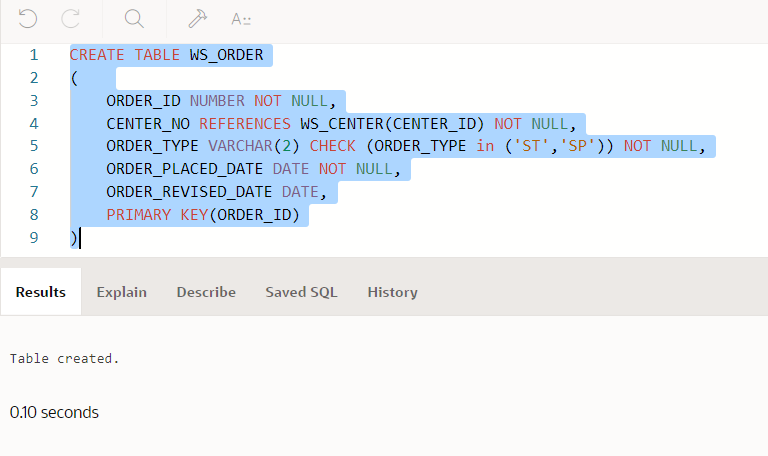 A::
1 CREATE TABLE WS_ORDER
2 (
3 ORDER_ID NUMBER NOT NULL,
4 CENTER_NO REFERENCES WS_CENTER(CENTER_ID) NOT NULL,
5 ORDER_TYPE VARCHAR(2) CHECK (ORDER_TYPE in ('ST','SP')) NOT NULL,
6 ORDER_PLACED_DATE DATE NOT NULL,
7 ORDER_REVISED_DATE DATE,
8 PRIMARY KEY(ORDER_ID)
9 )
Results Explain Describe Saved SQL History
Table created.
0.10 seconds